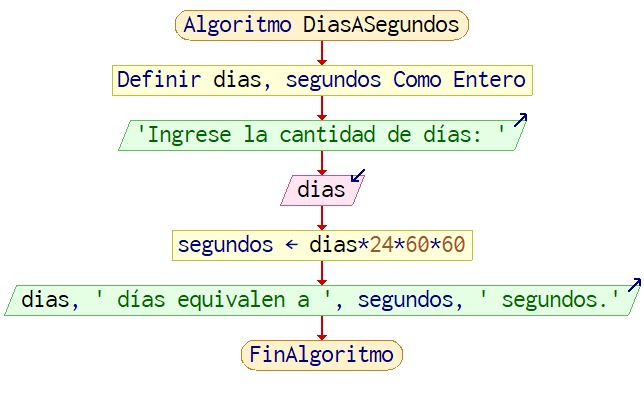 Algoritmo DiasASegundos
Definir dias, segundos Como Entero
'Ingrese la cantidad de días: '
dias
segundos ← dias*24*60*60
dias, ' días equivalen a ', segundos, ' segundos.'
FinAlgoritmo